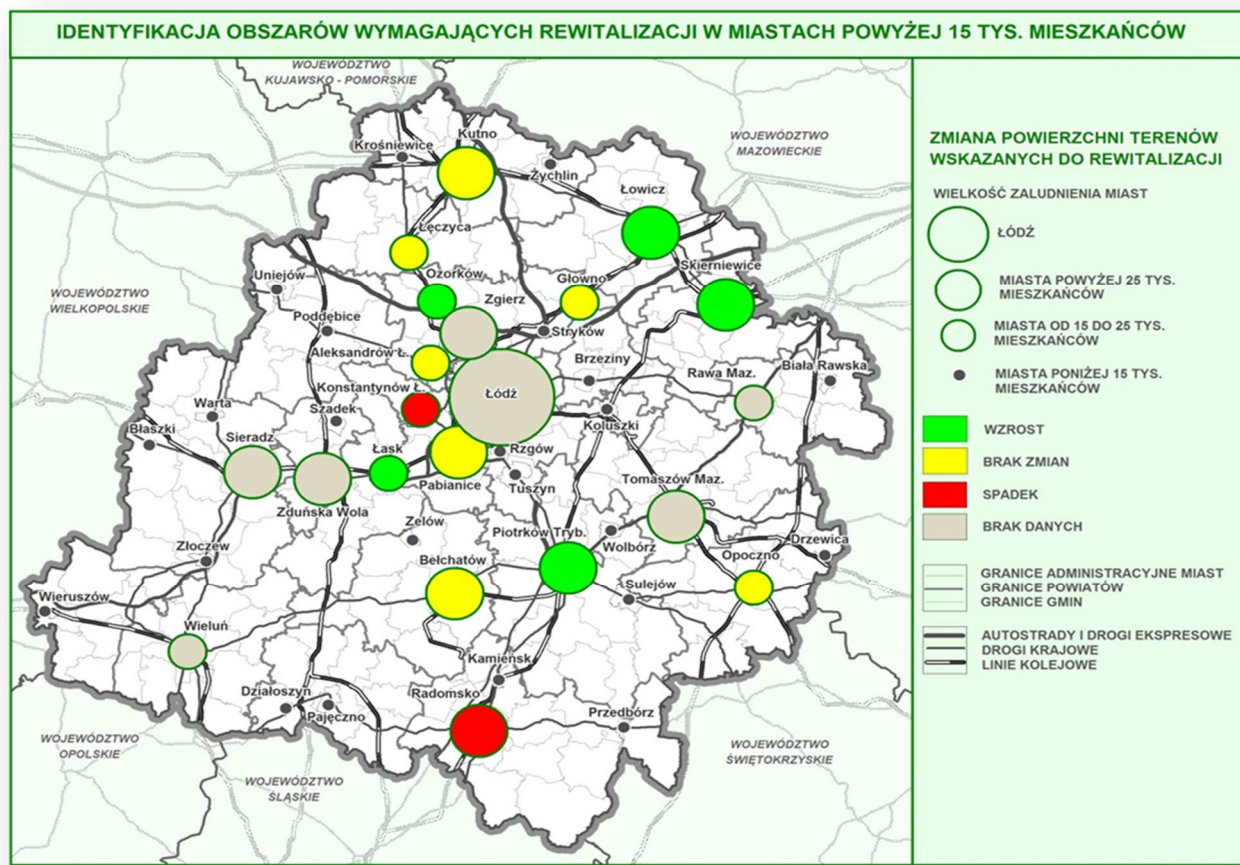 IDENTYFIKACJA OBSZARÓW WYMAGAJĄCYCH REWITALIZACJI W MIASTACH POWYŻEJ 15 TYS. MIESZKAŃCÓW
WOJEWÓDZTWO
KUJAWSKO - POMORSKIE
WOJEWÓDZTWO
MAZOWIECKIE
Kutno
Krośniewice
Żychlin
Łowicz
Łęczyca
Skierniewice
Uniejów
Ozorków
Głowno
WOJEWÓDZTWO
WIELKOPOLSKIE
Zgierz
Poddębice
Stryków
Aleksandrów Ł.
Brzeziny
Rawa Maz.
Biała Rawska
Konstantynów Ł.
Łódź
Warta
Szadek
Koluszki
Błaszki
Sieradz
Łask
Rzgów
Pabianice
Tuszyn
Tomaszów Maz.
Zduńska Wola
Zelów
Piotrków Tryb.
Wolbórz
Drzewica
Złoczew
Bełchatów
Opoczno
Sulejów
Wieruszów
Wieluń
Kamieńsk
Działoszyn
Radomsko
Pajęczno
Przedbórz
WOJEWÓDZTWO
OPOLSKIE
WOJEWÓDZTWO
ŚLĄSKIE
WOJEWÓDZTWO
ŚWIĘTOKRZYSKIE
ZMIANA POWIERZCHNI TERENÓW
WSKAZANYCH DO REWITALIZACJI
WIELKOŚĆ ZALUDNIENIA MIAST
ŁÓDŹ
MIASTA POWYŻEJ 25 TYS.
MIESZKAŃCÓW
MIASTA OD 15 DO 25 TYS.
MIESZKAŃCÓW
MIASTA PONIŻEJ 15 TYS.
MIESZKAŃCÓW
WZROST
BRAK ZMIAN
SPADEK
BRAK DANYCH
GRANICE ADMINISTRACYJNE MIAST
GRANICE POWIATÓW
GRANICE GMIN
AUTOSTRADY I DROGI EKSPRESOWE
DROGI KRAJOWE
LINIE KOLEJOWE